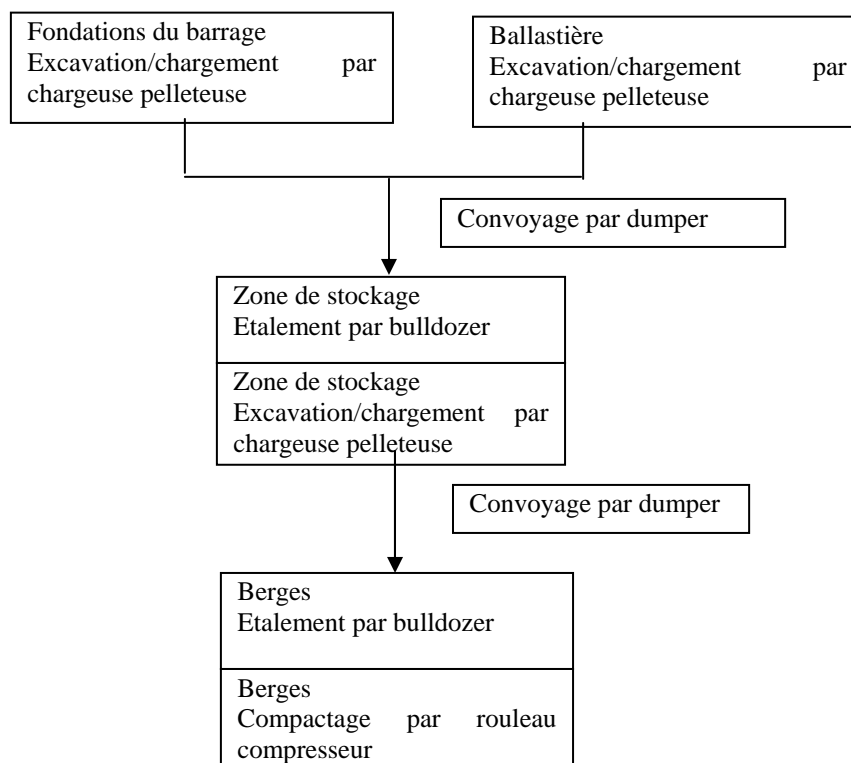 Fondations du barrage
Excavation/chargement par
chargeuse pelleteuse
Ballastière
Excavation/chargement par
chargeuse pelleteuse
Convoyage par dumper
Zone de stockage
Etalement par bulldozer
Zone de stockage
Excavation/chargement par
chargeuse pelleteuse
Convoyage par dumper
Berges
Etalement par bulldozer
Berges
Compactage par rouleau
compresseur